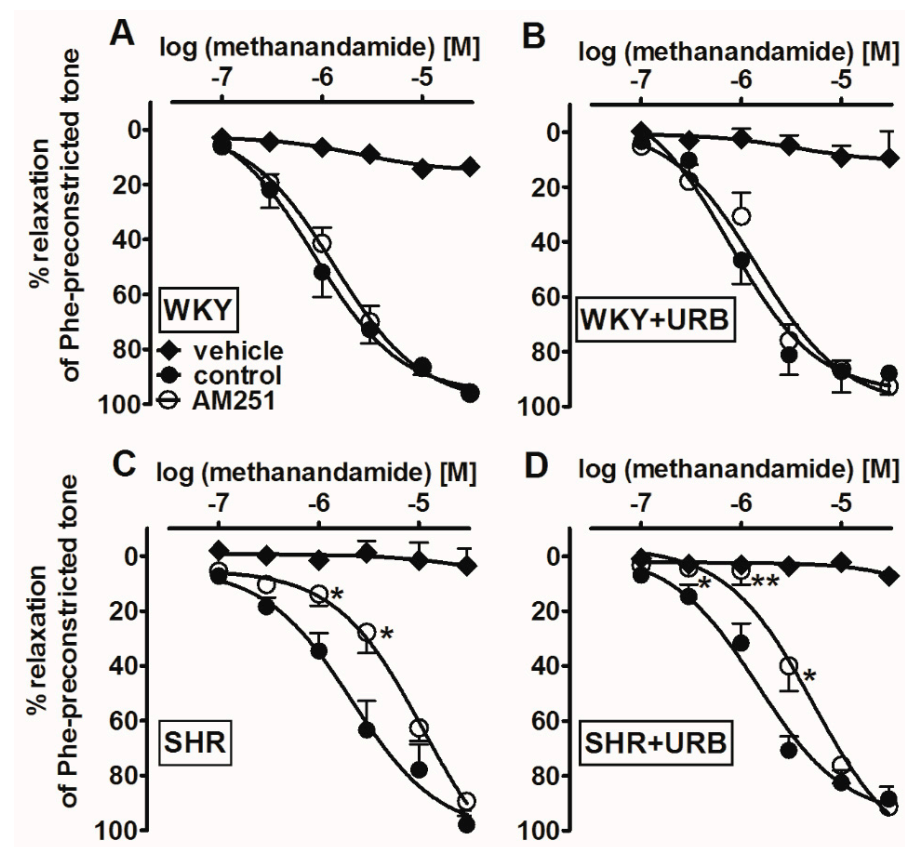 A
log (methanandamide) [M]
-7 -6 -5
% relaxation
of Phe-preconstricted tone
0
20
40
60
80
100
WKY
vehicle
control
AM251
B
log (methanandamide) [M]
-7 -6 -5
0
20
40
60
80
100
WKY+URB
C
log (methanandamide) [M]
-7 -6 -5
% relaxation
of Phe-preconstricted tone
0
20
40
60
80
100
*
*
SHR
D
log (methanandamide) [M]
-7 -6 -5
0
20
40
60
80
100
*
**
*
SHR+URB